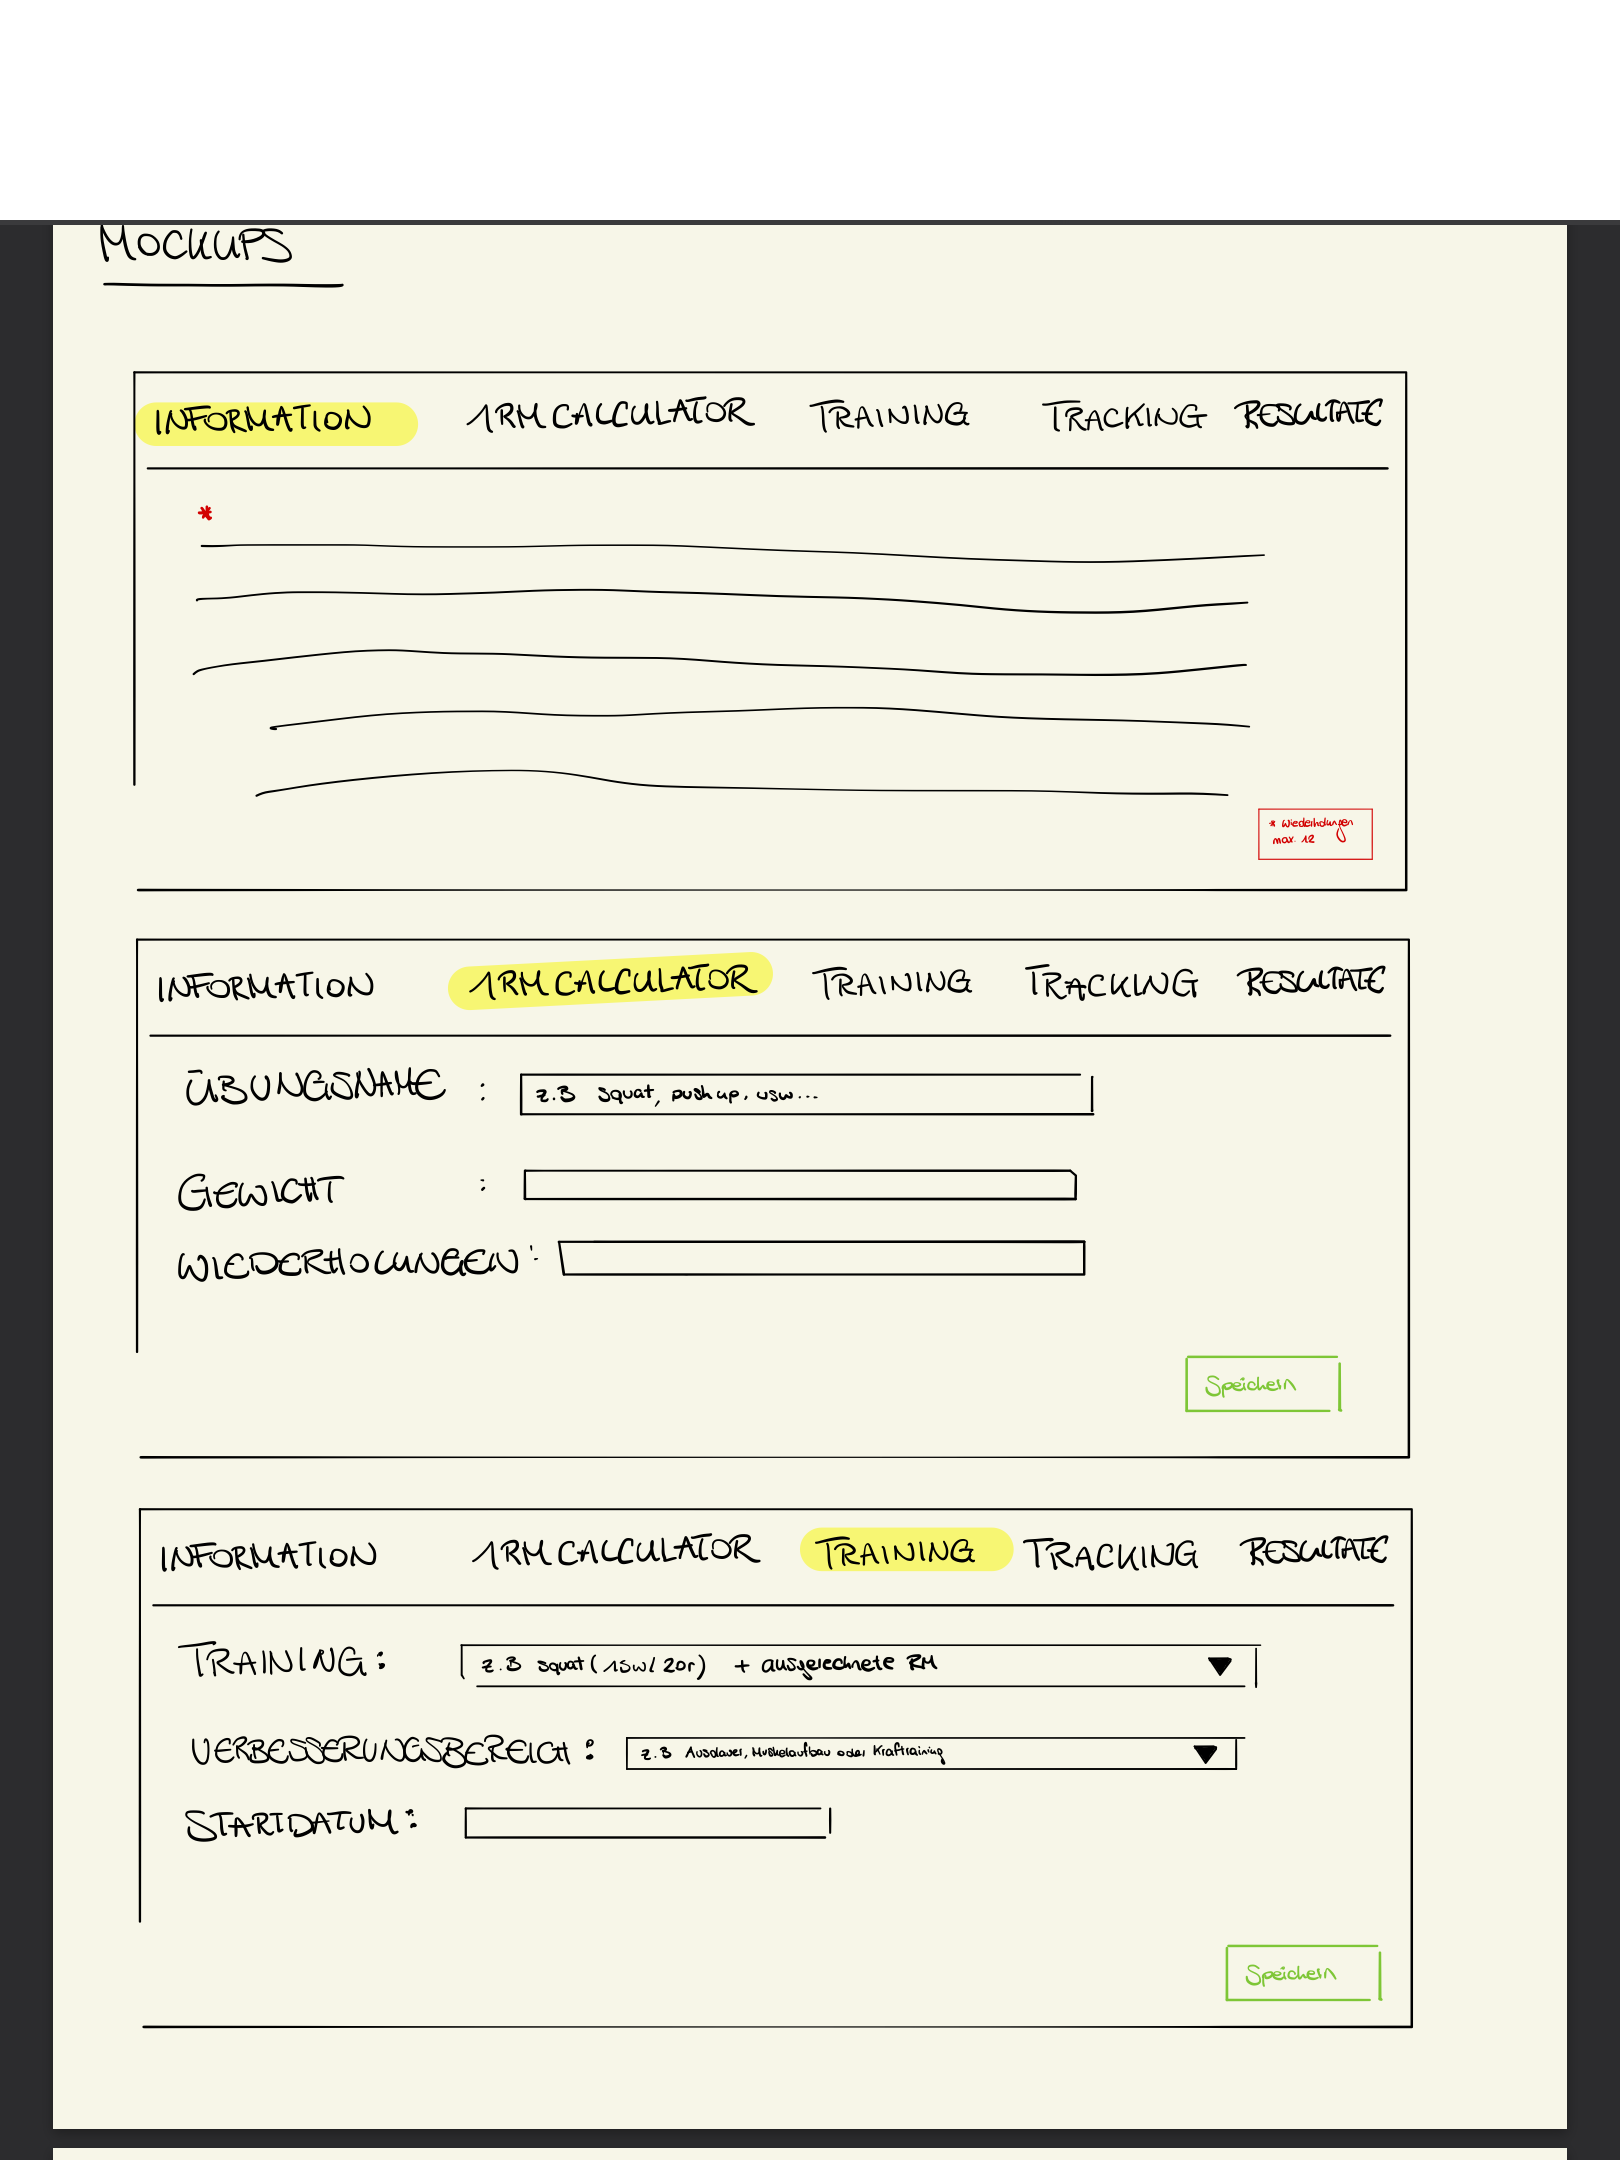 MOCKUPS
INFORMATION 1RM CALCULATOR TRAINING TRACKING RESULTATE
*
* Wiederholungen
max. 12
INFORMATION 1RM CALCULATOR TRAINING TRACKING RESULTATE
ÜBUNGSNAME : z.B squat, push up, usw...
GEWICHT :
WIEDERHOLUNGEN :
Speichern
INFORMATION 1RM CALCULATOR TRAINING TRACKING RESULTATE
TRAINING: z.B squat (15w/20r) + ausgerechnete RM
VERBESSERUNGSBEREICH: z.B Ausdauer, Muskelaufbau oder Kraftraining
STARTDATUM:
Speichern